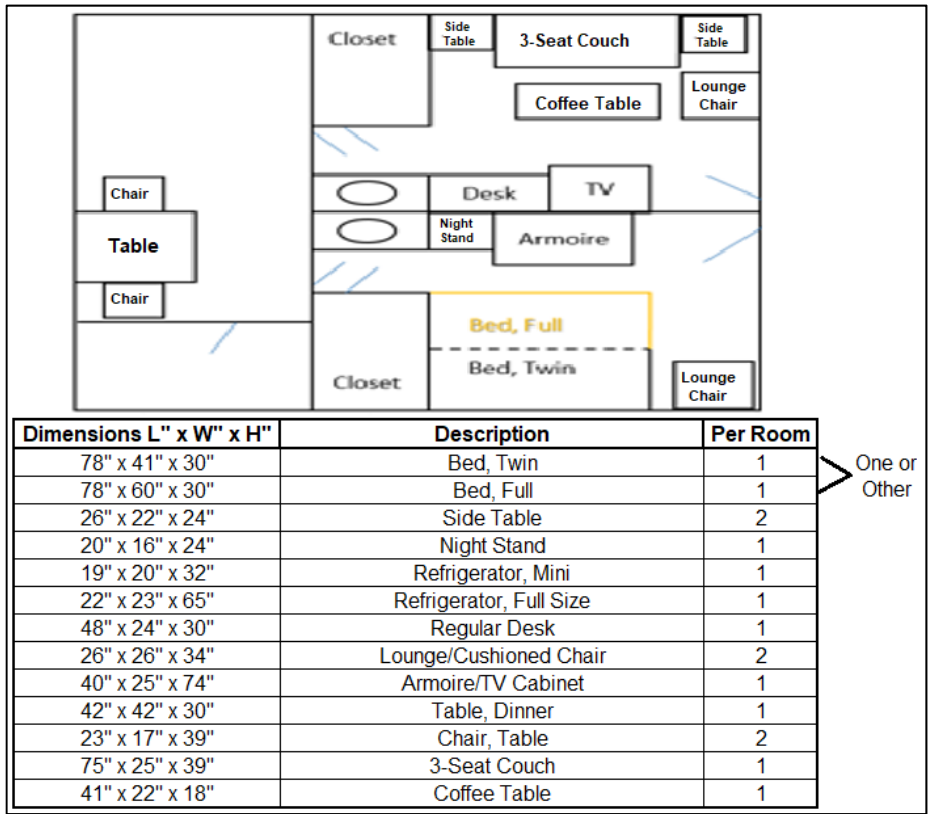 Closet
Side
Table
3-Seat Couch
Side
Table
Coffee Table
Lounge
Chair
Chair
Desk
TV
Table
Night
Stand
Armoire
Chair
Bed, Full
Bed, Twin
Closet
Lounge
Chair
Dimensions L" x W" x H" Description Per Room
78" x 41" x 30" Bed, Twin 1
78" x 60" x 30" Bed, Full 1
One or
Other
26" x 22" x 24" Side Table 2
20" x 16" x 24" Night Stand 1
19" x 20" x 32" Refrigerator, Mini 1
22" x 23" x 65" Refrigerator, Full Size 1
48" x 24" x 30" Regular Desk 1
26" x 26" x 34" Lounge/Cushioned Chair 2
40" x 25" x 74" Armoire/TV Cabinet 1
42" x 42" x 30" Table, Dinner 1
23" x 17" x 39" Chair, Table 2
75" x 25" x 39" 3-Seat Couch 1
41" x 22" x 18" Coffee Table 1